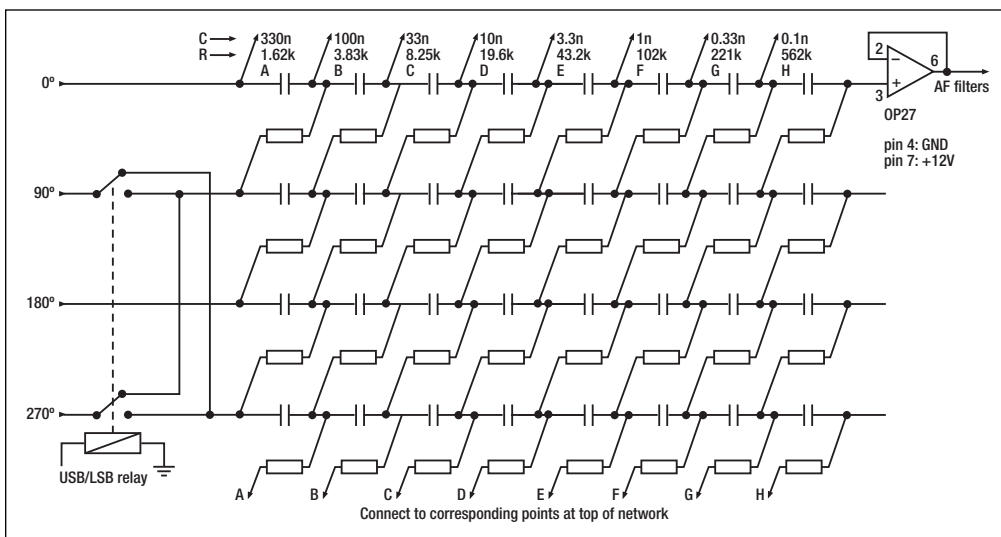 C 330n 100n 33n 10n 3.3n 1n 0.33n 0.1n
R 1.62k 3.83k 8.25k 19.6k 43.2k 102k 221k 562k
A B C D E F G H
0º
2
−
6
+
3
AF filters
OP27
pin 4: GND
pin 7: +12V
90º
180º
270º
USB/LSB relay
A B C D E F G H
Connect to corresponding points at top of network